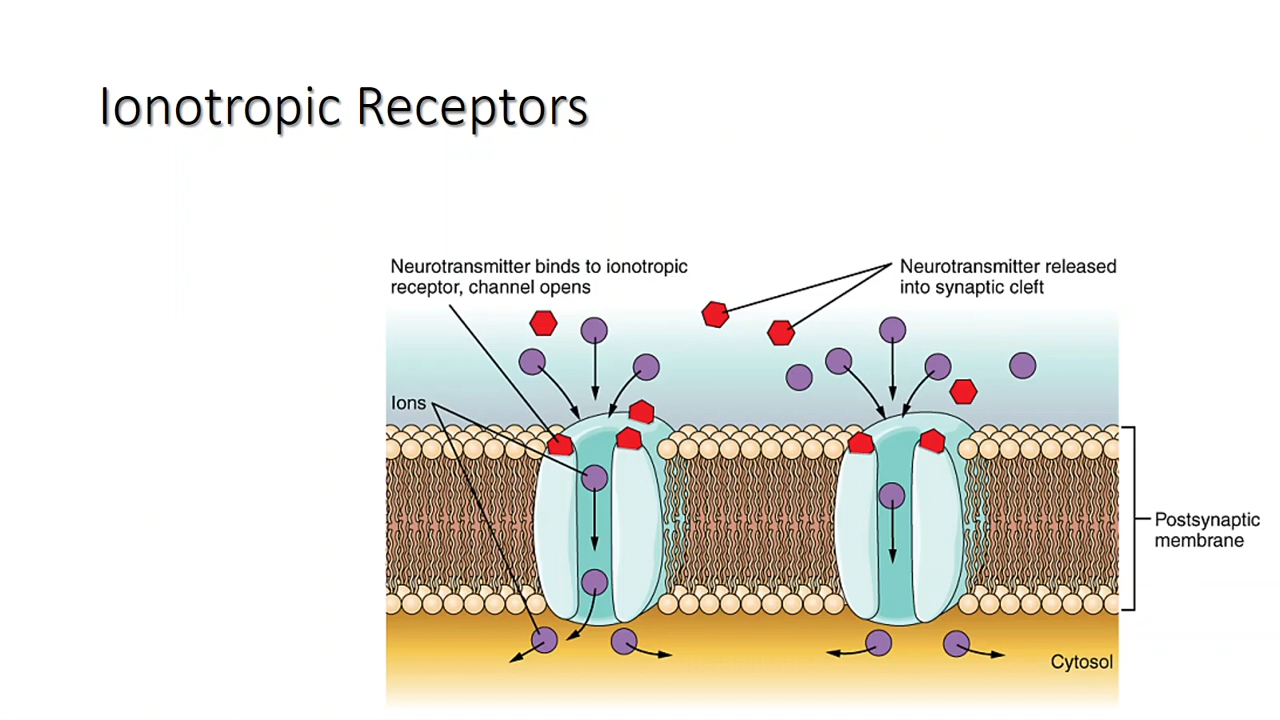 Ionotropic Receptors
Neurotransmitter binds to ionotropic
receptor, channel opens
Neurotransmitter released
into synaptic cleft
Ions
Postsynaptic
membrane
Cytosol